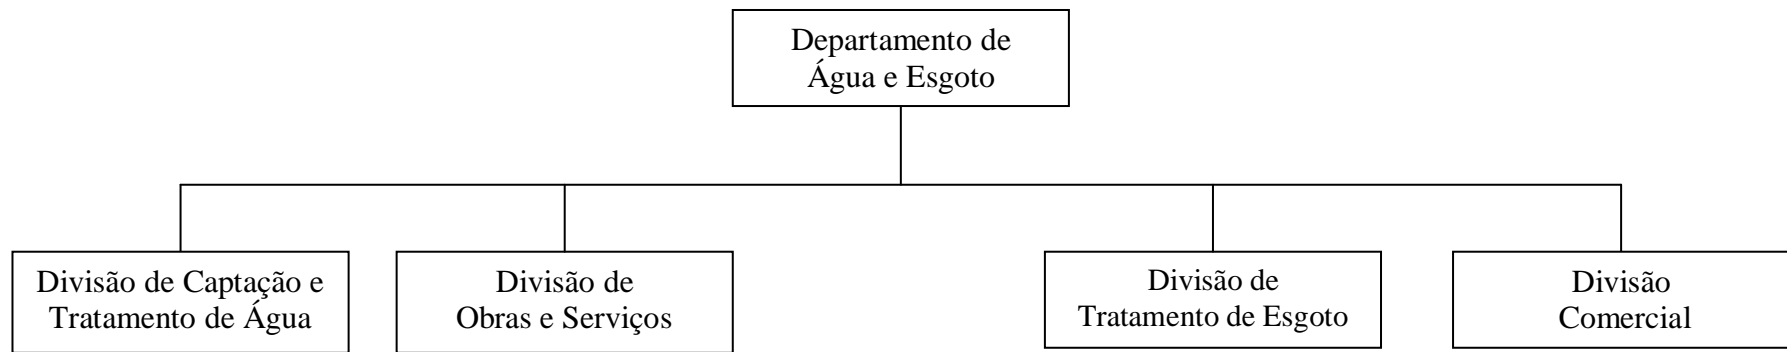 Departamento de
Água e Esgoto
Divisão de Captação e
Tratamento de Água
Divisão de
Obras e Serviços
Divisão de
Tratamento de Esgoto
Divisão
Comercial